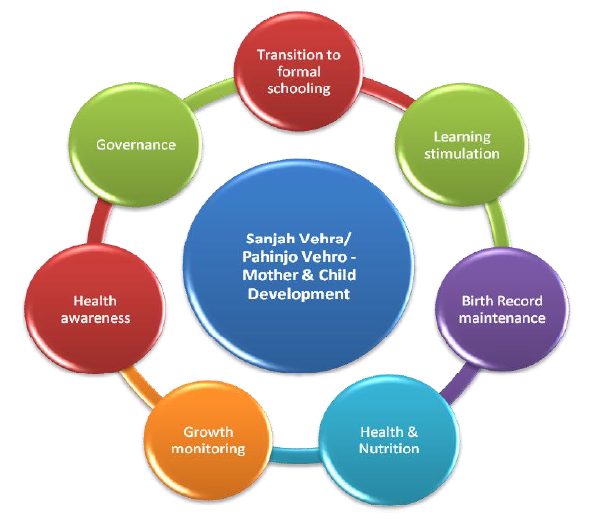 Transition to
formal
schooling
Learning
stimulation
Birth Record
maintenance
Health &
Nutrition
Growth
monitoring
Health
awareness
Governance
Sanjah Vehra/
Pahinjo Vehro -
Mother & Child
Development